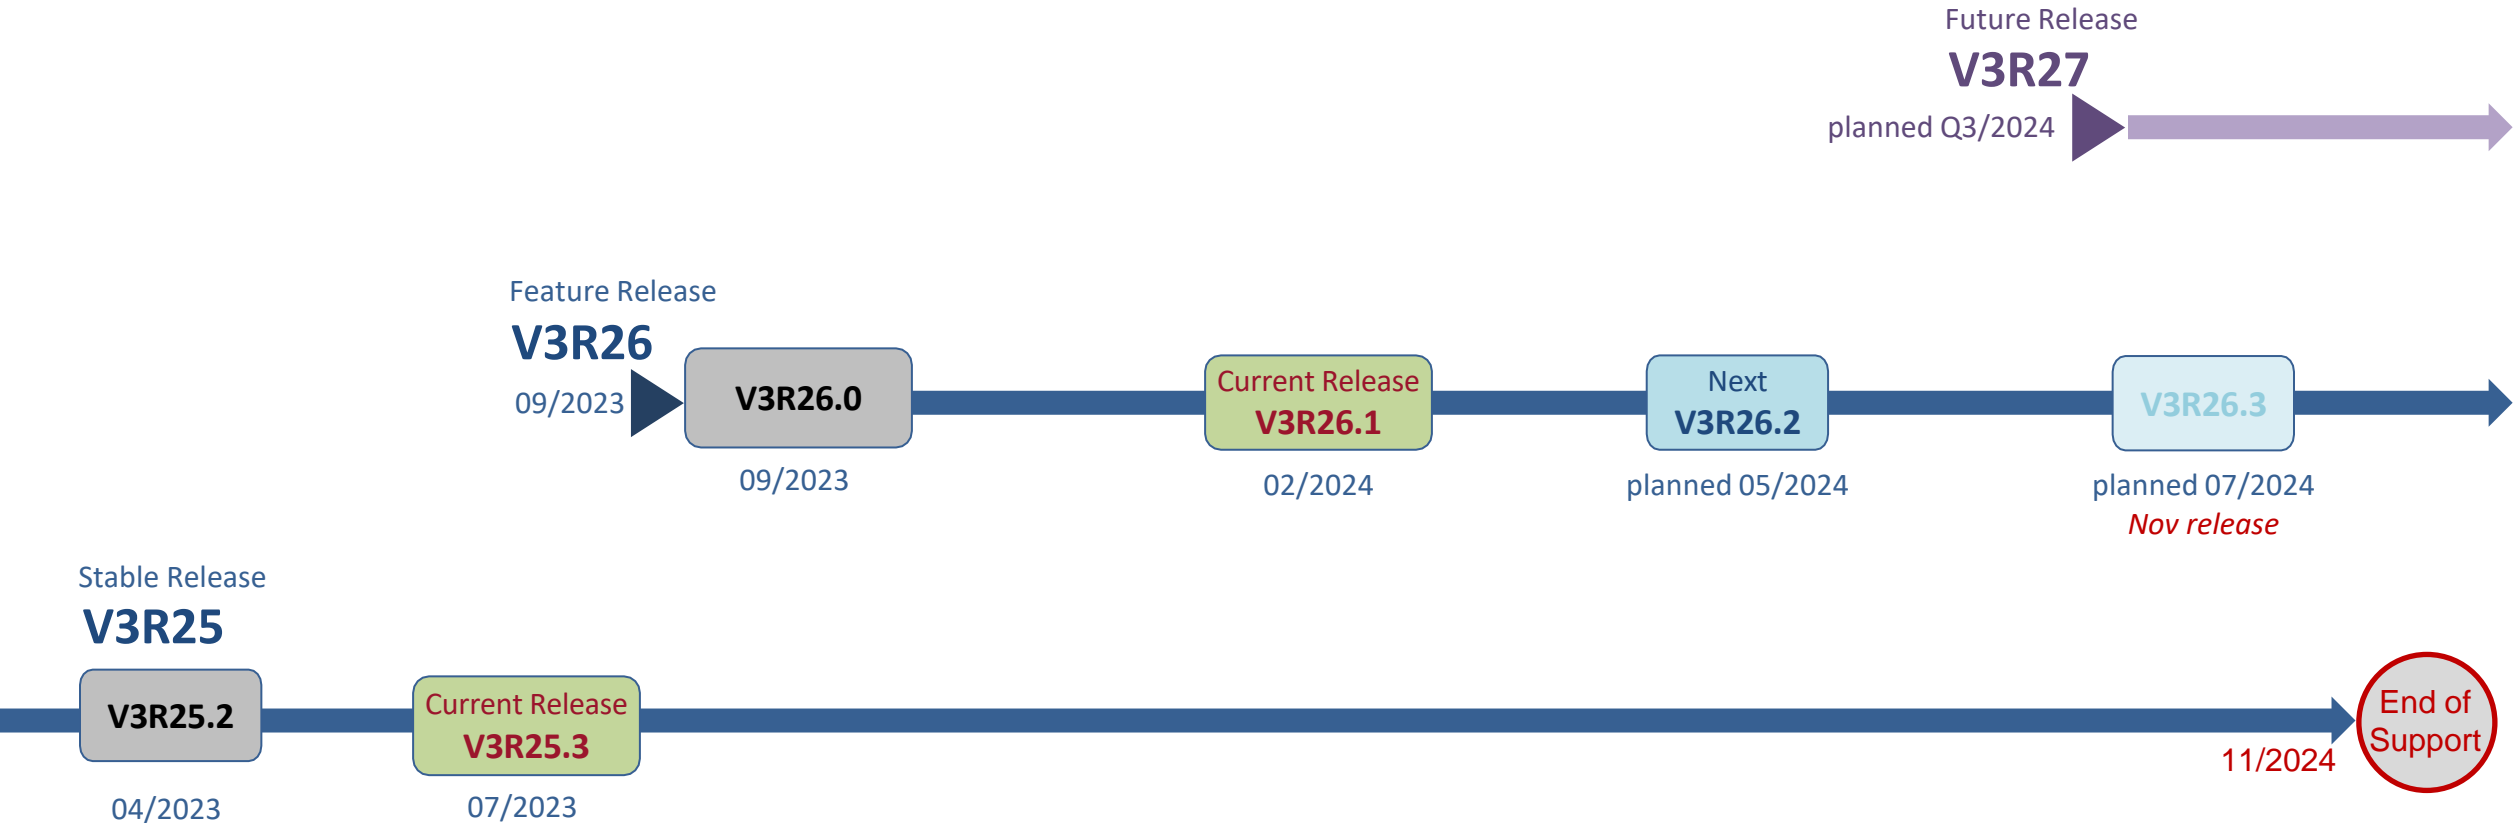 Future Release
V3R27
planned Q3/2024
Feature Release
V3R26
09/2023
V3R26.0
09/2023
Current Release
V3R26.1
02/2024
Next
V3R26.2
planned 05/2024
V3R26.3
planned 07/2024
Nov release
Stable Release
V3R25
V3R25.2
04/2023
Current Release
V3R25.3
07/2023
11/2024
End of
Support